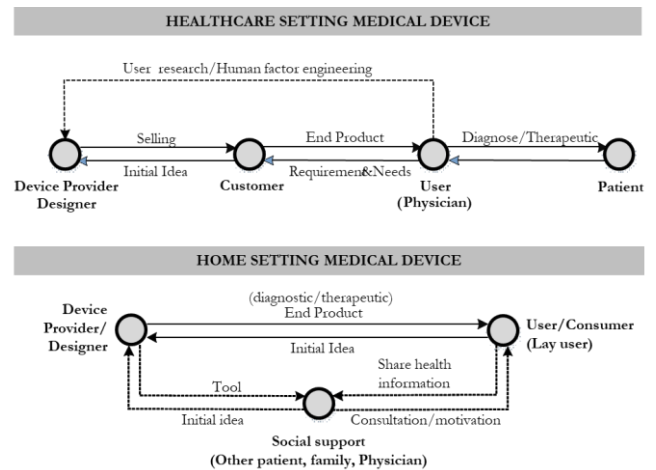 HEALTHCARE SETTING MEDICAL DEVICE
User research/Human factor engineering
Selling
End Product
Diagnose/Therapeutic
Initial Idea
Requirement&Needs
Device Provider
Designer
Customer
User
(Physician)
Patient
HOME SETTING MEDICAL DEVICE
Device
Provider/
Designer
(diagnostic/therapeutic)
End Product
Initial Idea
User/Consumer
(Lay user)
Share health
information
Tool
Initial idea
Consultation/motivation
Social support
(Other patient, family, Physician)